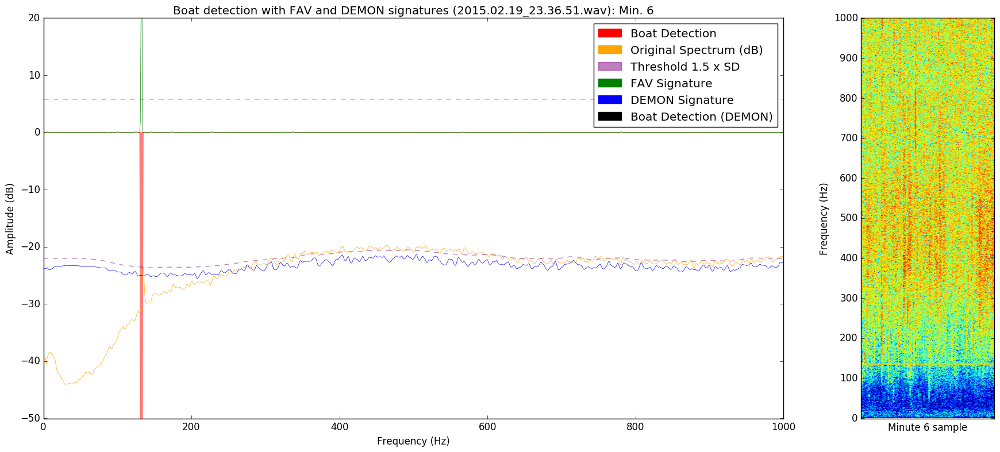 Boat detection with FAV and DEMON signatures (2015.02.19_23.36.51.wav): Min. 6
Boat Detection
Original Spectrum (dB)
Threshold 1.5 x SD
FAV Signature
DEMON Signature
Boat Detection (DEMON)
Amplitude (dB)
20
10
0
−10
−20
−30
−40
−50
0
200
400
600
800
1000
Frequency (Hz)
Frequency (Hz)
1000
900
800
700
600
500
400
300
200
100
0
Minute 6 sample